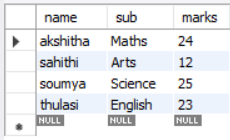 name sub marks
akshitha Maths 24
sahithi Arts 12
soumya Science 25
thulasi English 23
NULL NULL NULL